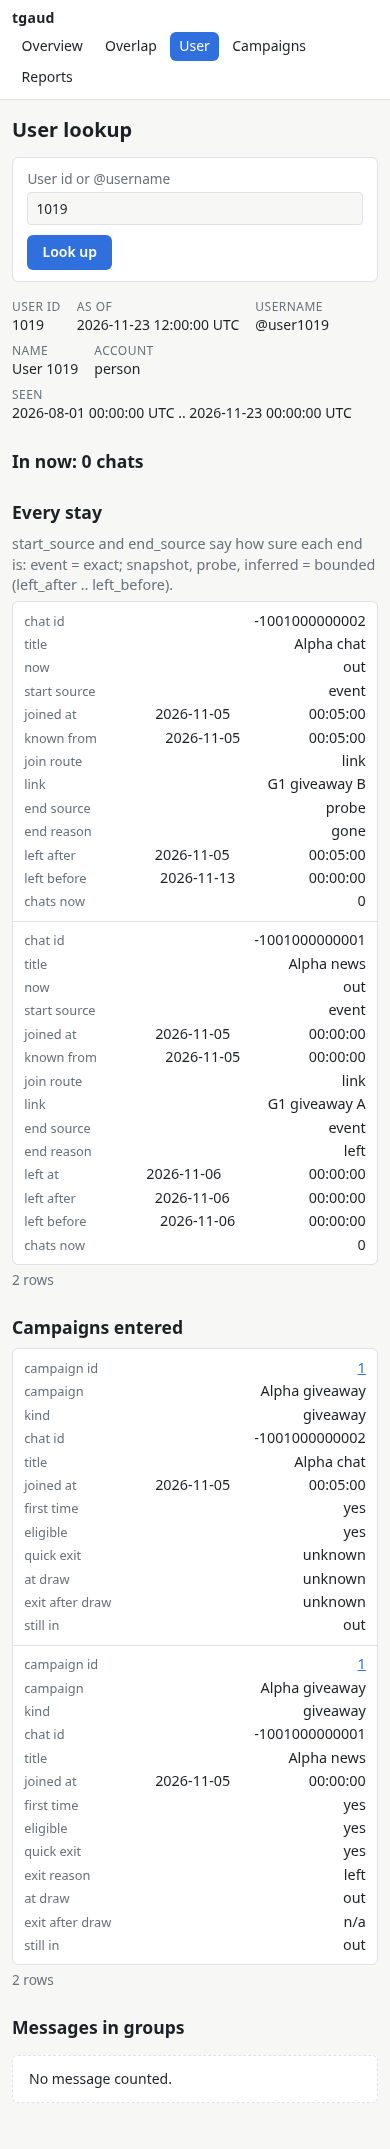 tgaud
Overview Overlap User Campaigns
Reports
User lookup
User id or @username
1019
Look up
USER ID AS OF USERNAME
1019 2026-11-23 12:00:00 UTC @user1019
NAME ACCOUNT
User 1019 person
SEEN
2026-08-01 00:00:00 UTC .. 2026-11-23 00:00:00 UTC
In now: 0 chats
Every stay
start_source and end_source say how sure each end
is: event = exact; snapshot, probe, inferred = bounded
(left_after .. left_before).
chat id -1001000000002
title Alpha chat
now out
start source event
joined at 2026-11-05 00:05:00
known from 2026-11-05 00:05:00
join route link
link G1 giveaway B
end source probe
end reason gone
left after 2026-11-05 00:05:00
left before 2026-11-13 00:00:00
chats now 0
chat id -1001000000001
title Alpha news
now out
start source event
joined at 2026-11-05 00:00:00
known from 2026-11-05 00:00:00
join route link
link G1 giveaway A
end source event
end reason left
left at 2026-11-06 00:00:00
left after 2026-11-06 00:00:00
left before 2026-11-06 00:00:00
chats now 0
2 rows
Campaigns entered
campaign id 1
campaign Alpha giveaway
kind giveaway
chat id -1001000000002
title Alpha chat
joined at 2026-11-05 00:05:00
first time yes
eligible yes
quick exit unknown
at draw unknown
exit after draw unknown
still in out
campaign id 1
campaign Alpha giveaway
kind giveaway
chat id -1001000000001
title Alpha news
joined at 2026-11-05 00:00:00
first time yes
eligible yes
quick exit yes
exit reason left
at draw out
exit after draw n/a
still in out
2 rows
Messages in groups
No message counted.